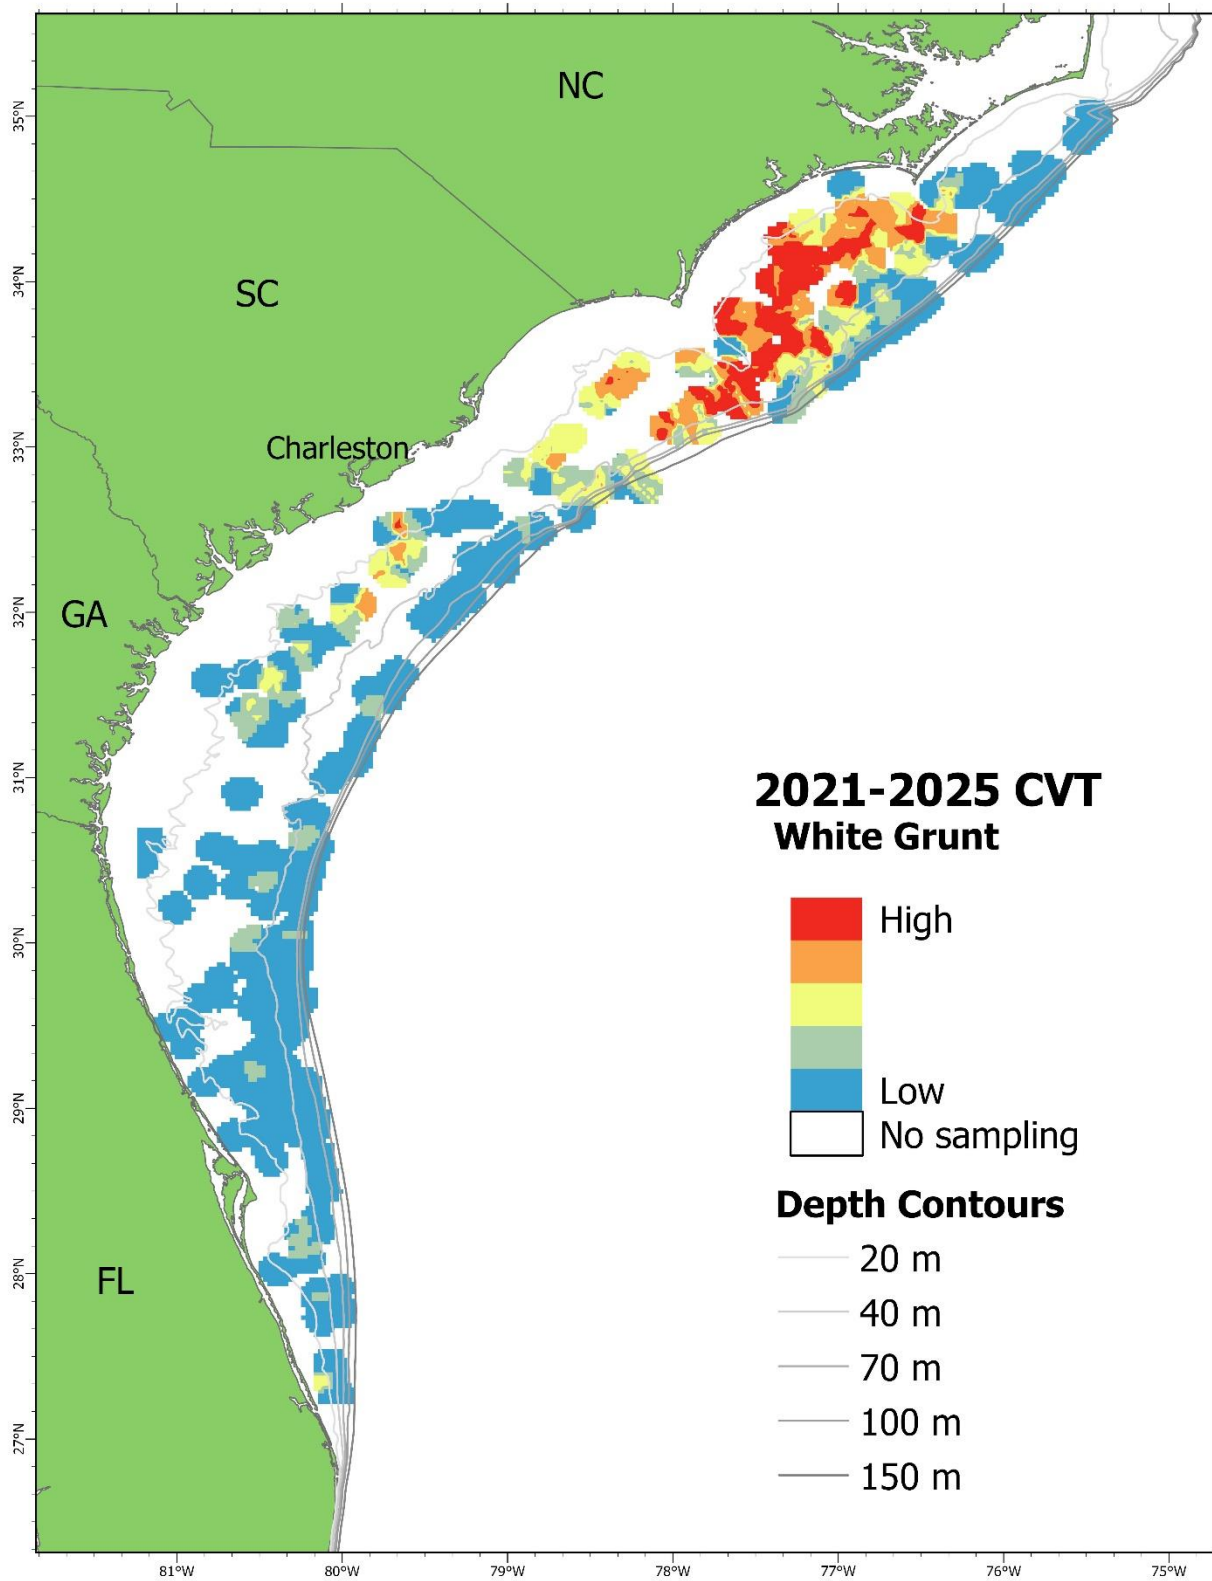 NC
35°N
SC
34°N
Charleston
33°N
GA
32°N
31°N
2021-2025 CVT
White Grunt
High
30°N
Low
No sampling
29°N
Depth Contours
20 m
FL
28°N
40 m
70 m
100 m
27°N
150 m
81°W 80°W 79°W 78°W 77°W 76°W 75°W